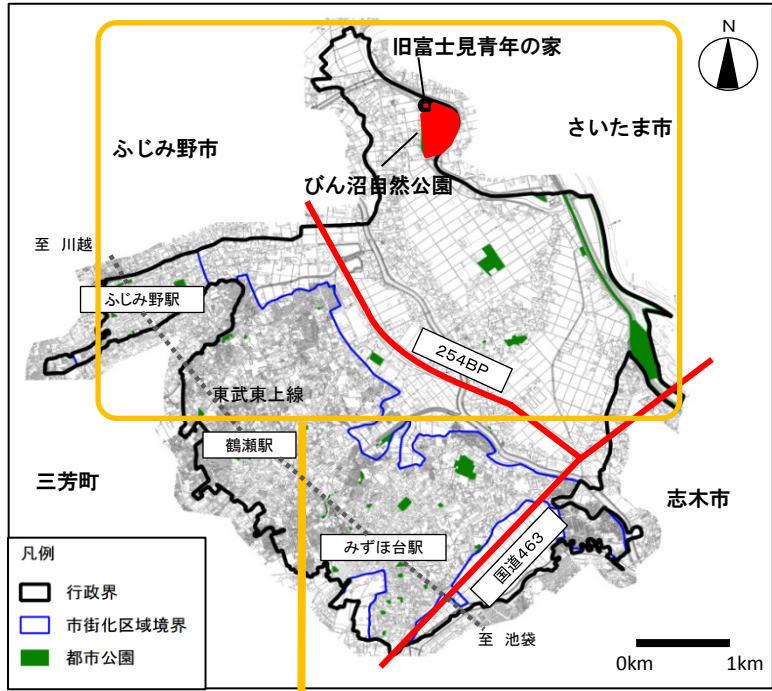 旧富士見青年の家
N
さいたま市
ふじみ野市
びん沼自然公園
至 川越
ふじみ野駅
254BP
東武東上線
鶴瀬駅
三芳町
志木市
みずほ台駅
国道463
凡例
行政界
市街化区域境界
都市公園
至 池袋
0km
1km